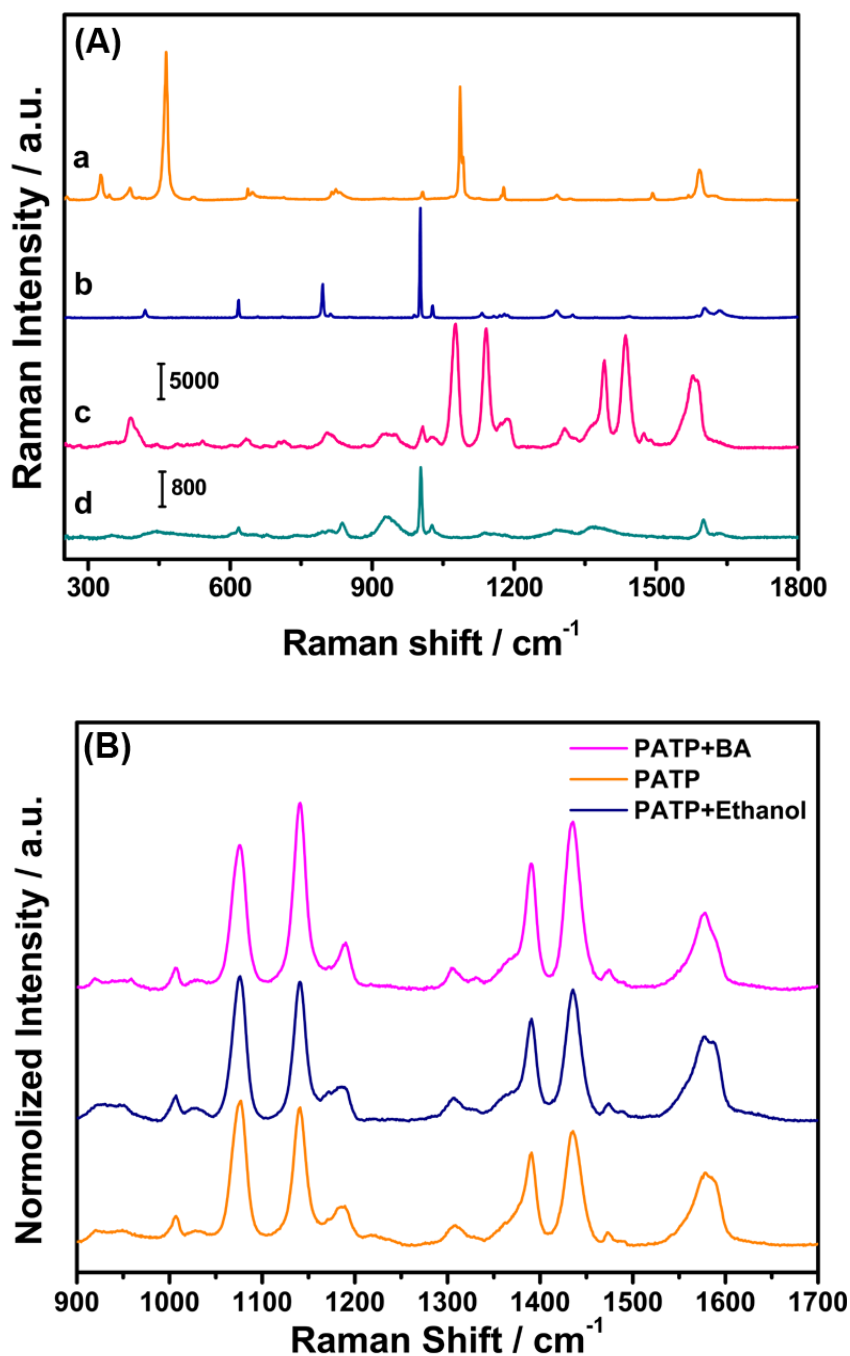 (A)
Raman Intensity / a.u.
a
b
5000
c
800
d
300 600 900 1200 1500 1800
Raman shift / cm-1
(B)
PATP+BA
PATP
PATP+Ethanol
Normolized Intensity / a.u.
900 1000 1100 1200 1300 1400 1500 1600 1700
Raman Shift / cm-1